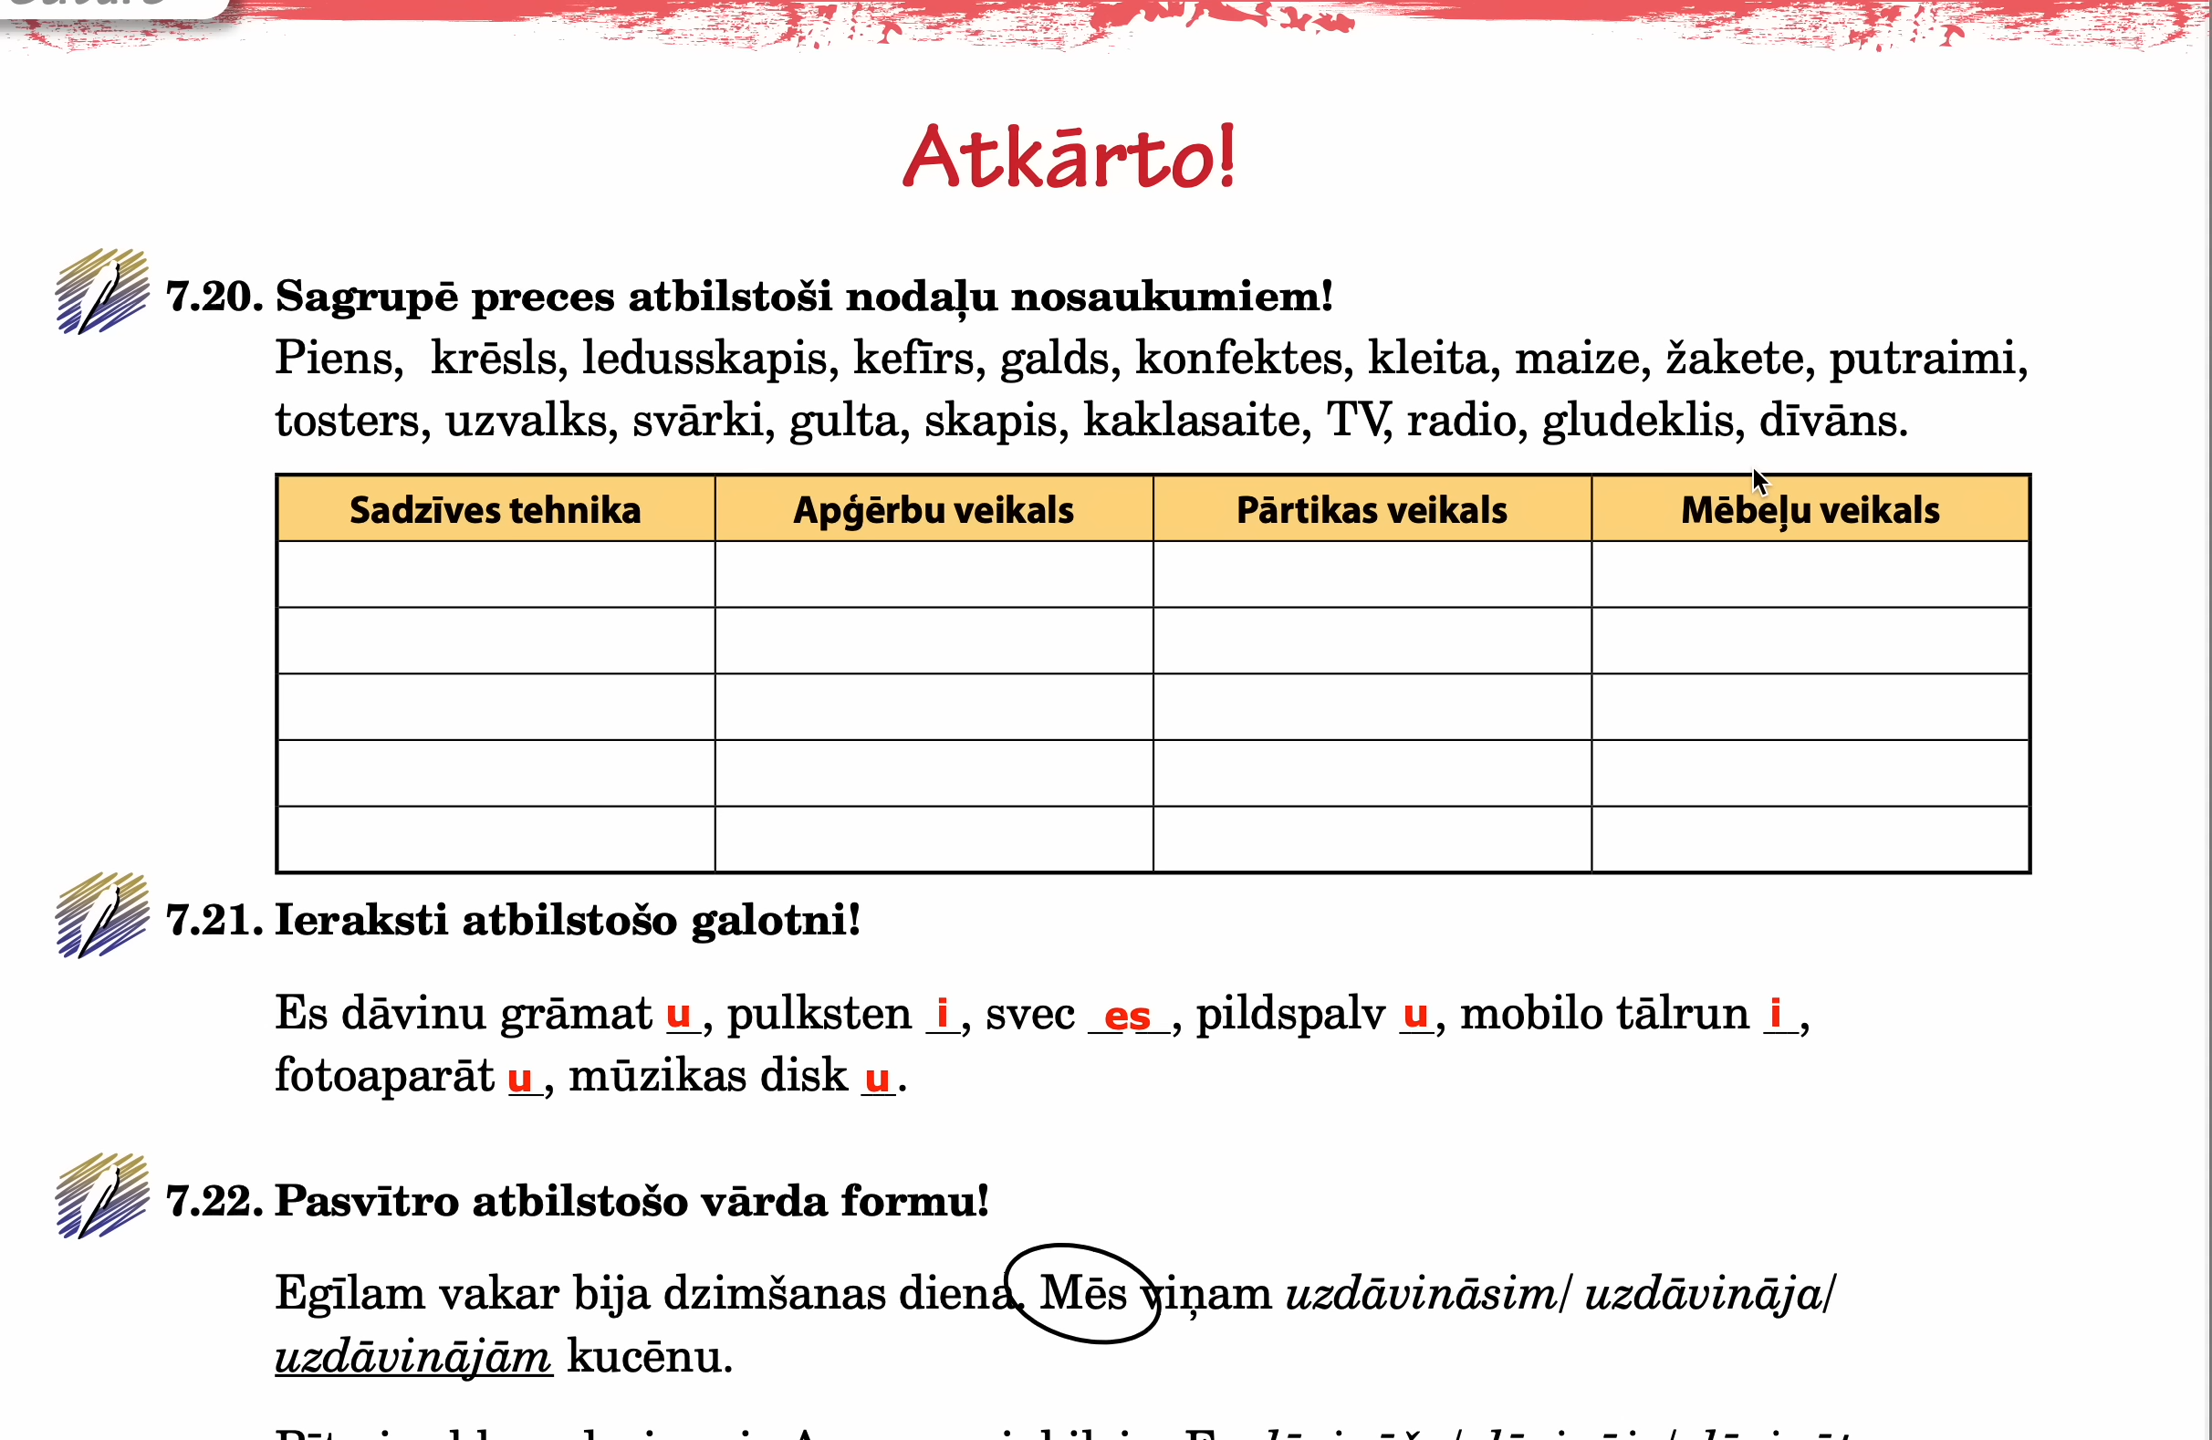 Atkārto!
7.20. Sagrupē preces atbilstoši nodaļu nosaukumiem!
Piens, krēsls, ledusskapis, kefīrs, galds, konfektes, kleita, maize, žakete, putraimi,
tosters, uzvalks, svārki, gulta, skapis, kaklasaite, TV, radio, gludeklis, dīvāns.
Sadzīves tehnika Apģērbu veikals Pārtikas veikals Mēbeļu veikals
7.21. Ieraksti atbilstošo galotni!
Es dāvinu grāmat u, pulksten i, svec es, pildspalv u, mobilo tālrun i,
fotoaparāt u, mūzikas disk u.
7.22. Pasvītro atbilstošo vārda formu!
Egīlam vakar bija dzimšanas diena. Mēs viņam uzdāvināsim/ uzdāvināja/
uzdāvinājām kucēnu.